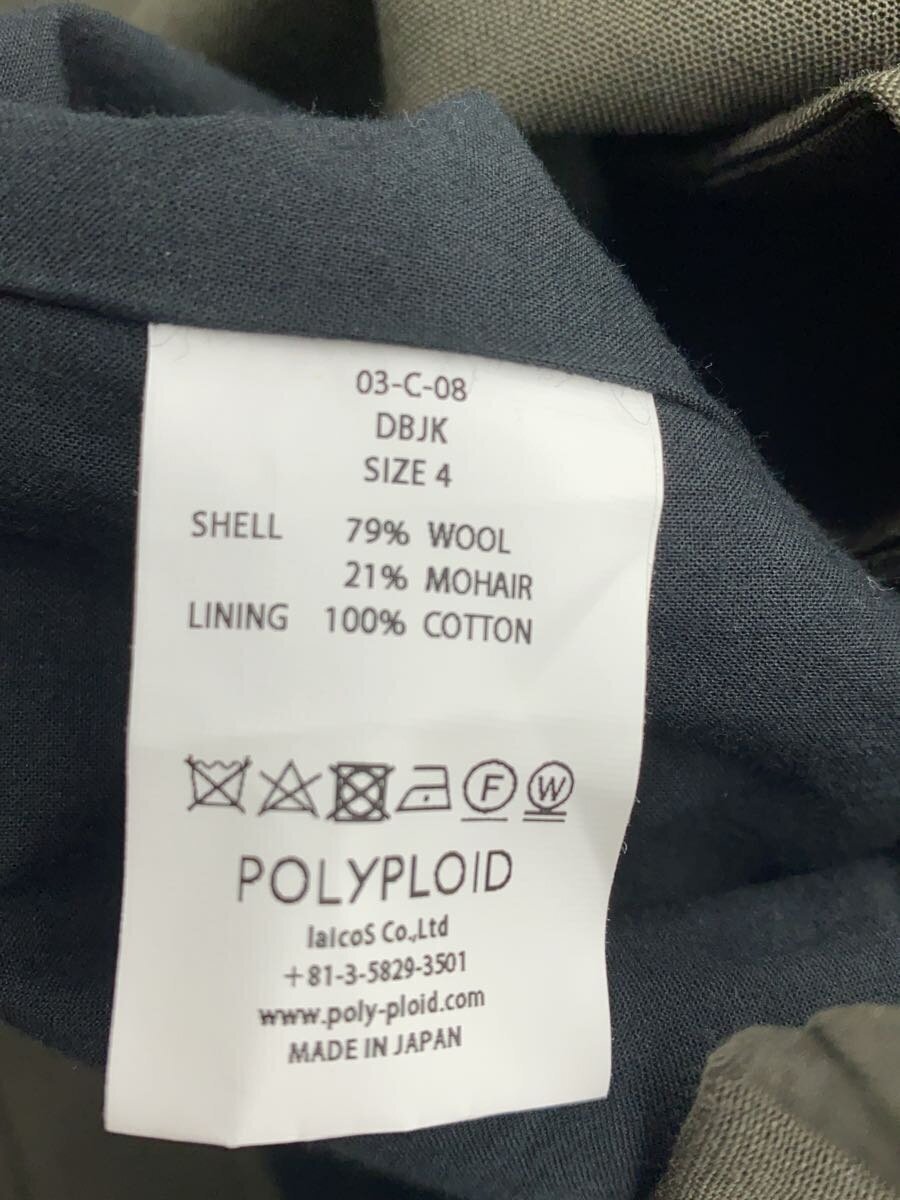 03-C-08
DBJK
SIZE 4
SHELL 79% WOOL
21% MOHAIR
LINING 100% COTTON
F W
POLYPLOID
IalcoS Co.,Ltd
+81-3-5829-3501
www.poly-ploid.com
MADE IN JAPAN